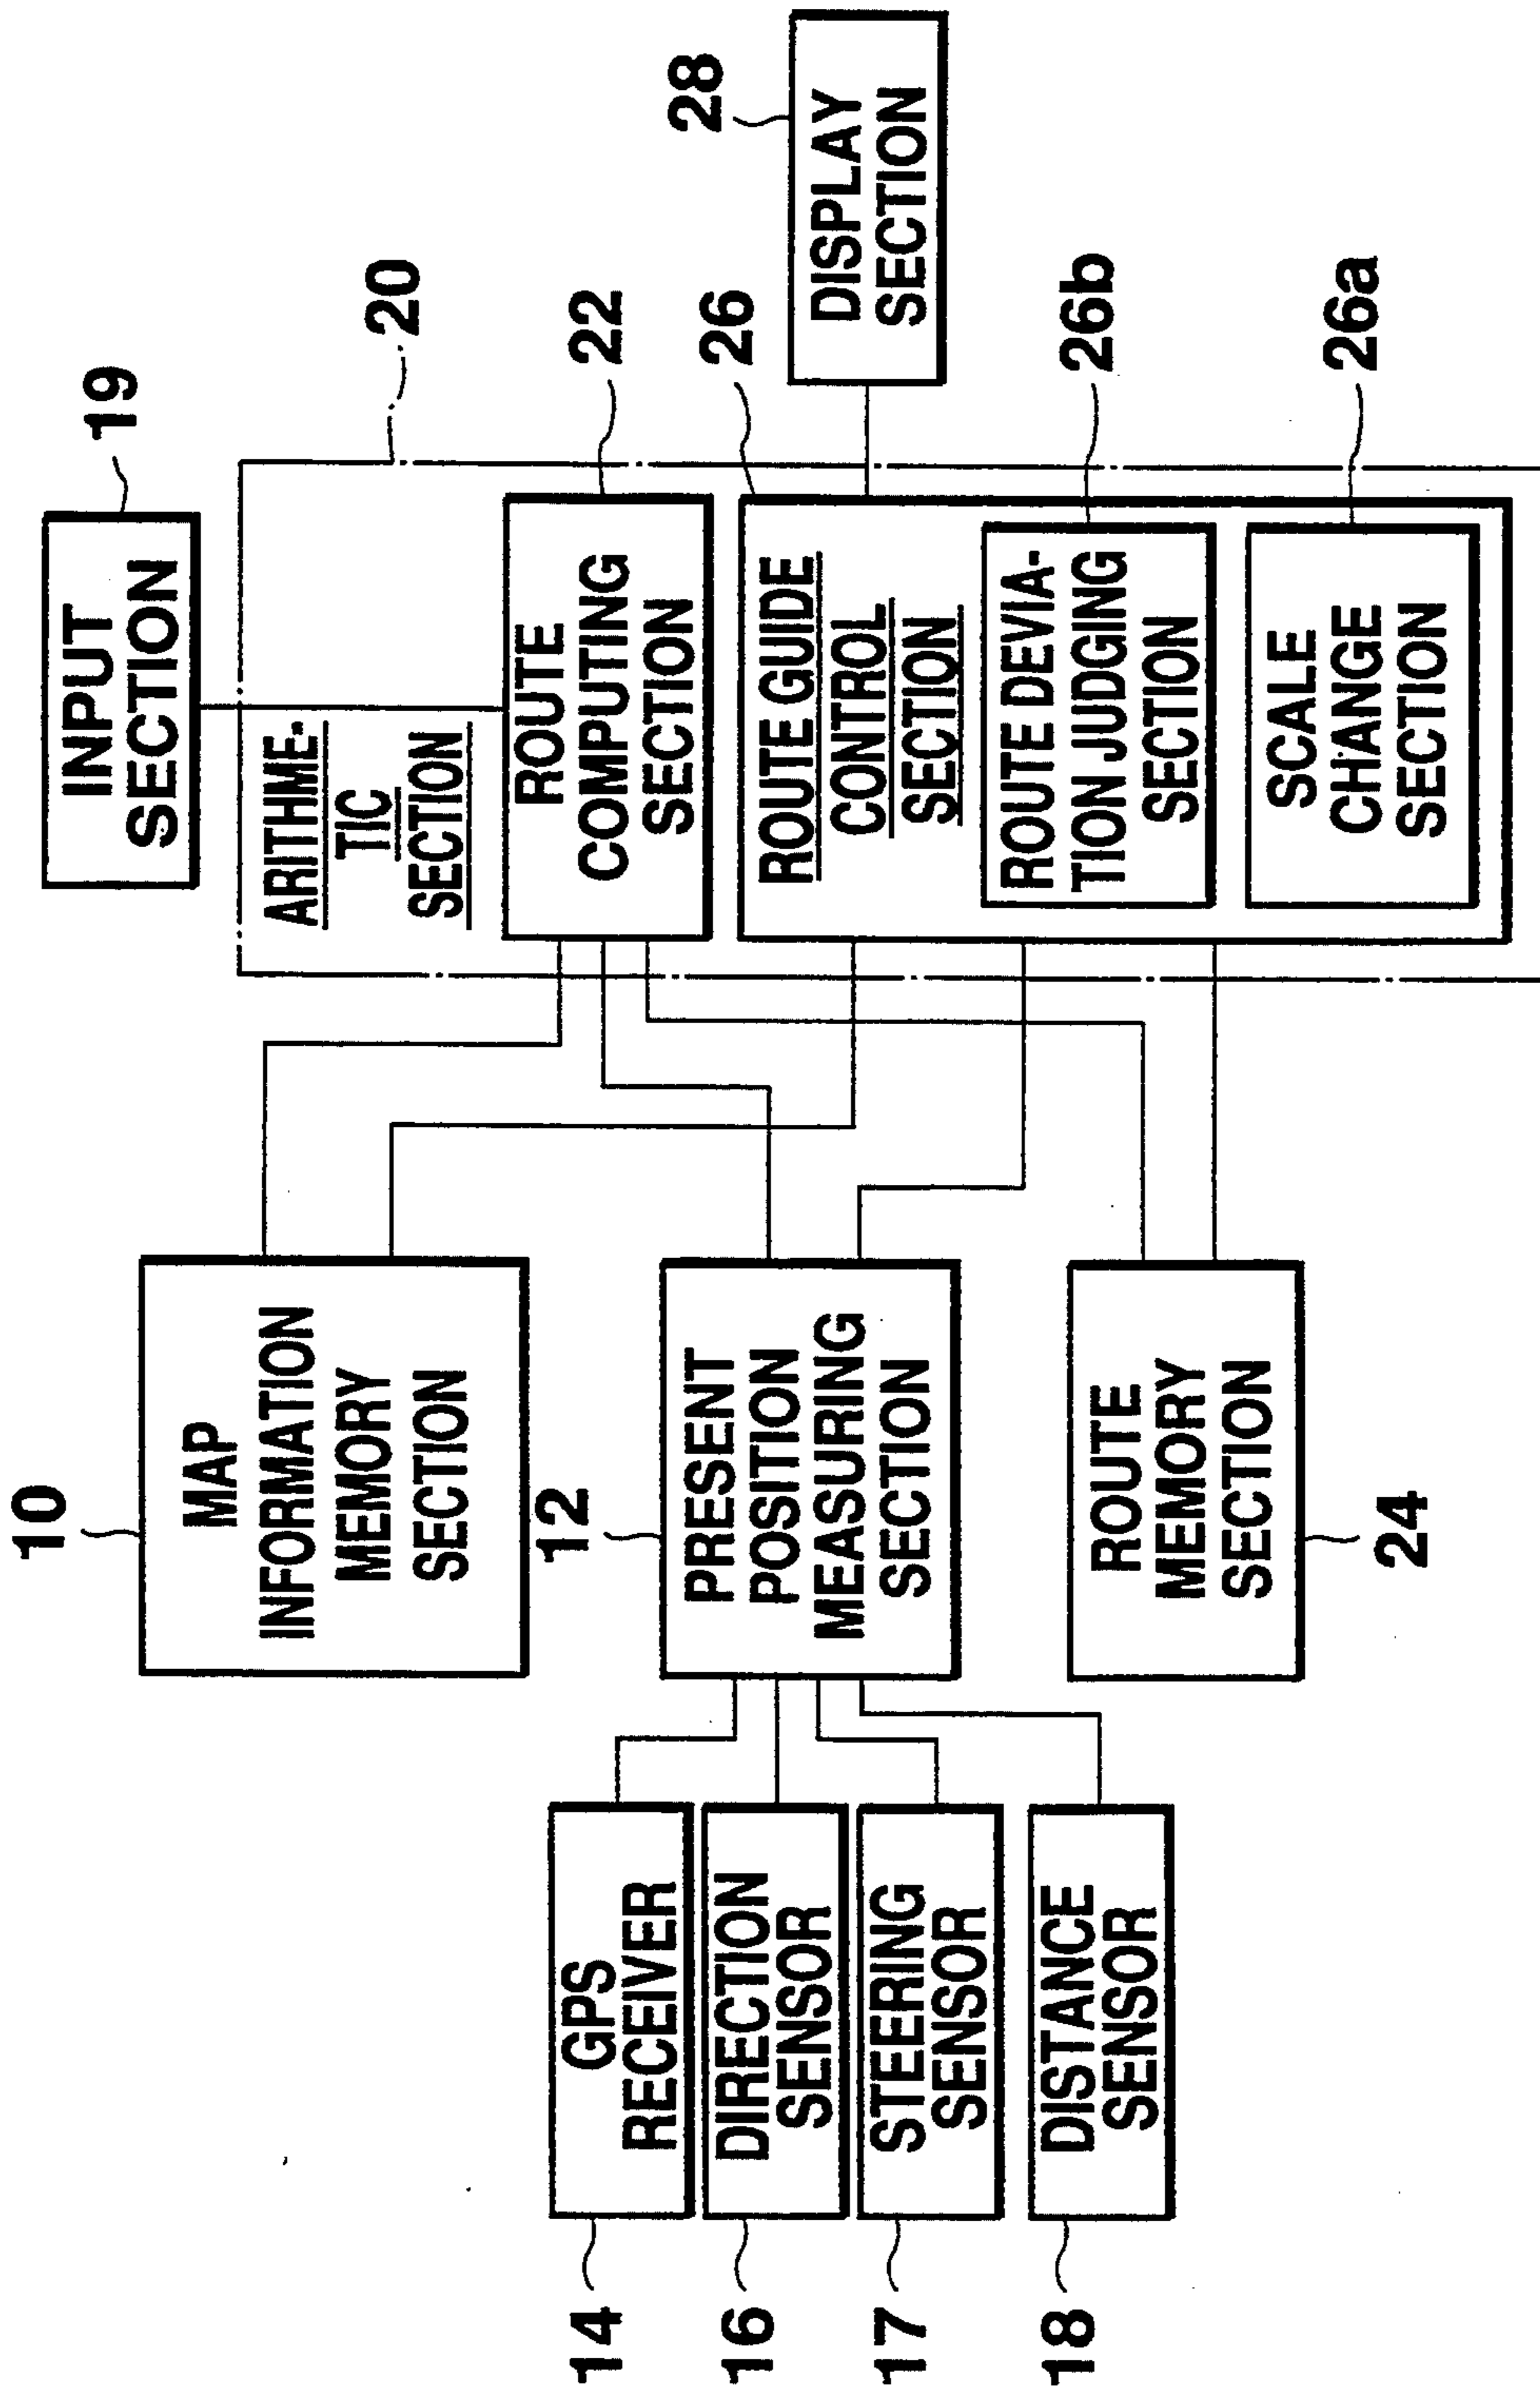 10
MAP
INFORMATION
MEMORY
SECTION
12
PRESENT
POSITION
MEASURING
SECTION
ROUTE
MEMORY
SECTION
24
14
GPS
RECEIVER
16
DIRECTION
SENSOR
17
STEERING
SENSOR
18
DISTANCE
SENSOR
INPUT
SECTION
19
20
ARITHME-
TIC
SECTION
ROUTE
COMPUTING
SECTION
22
ROUTE GUIDE
CONTROL
SECTION
26
ROUTE DEVIA-
TION JUDGING
SECTION
26b
SCALE
CHANGE
SECTION
26a
DISPLAY
SECTION
28